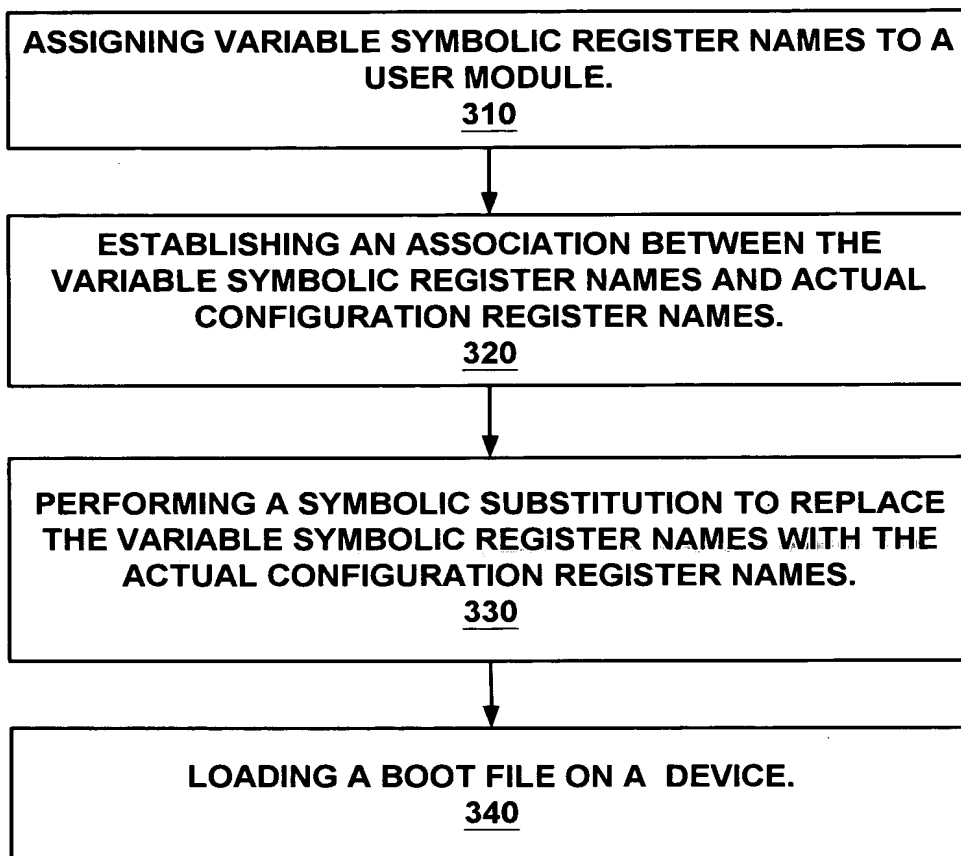 ASSIGNING VARIABLE SYMBOLIC REGISTER NAMES TO A
USER MODULE.
310
ESTABLISHING AN ASSOCIATION BETWEEN THE
VARIABLE SYMBOLIC REGISTER NAMES AND ACTUAL
CONFIGURATION REGISTER NAMES.
320
PERFORMING A SYMBOLIC SUBSTITUTION TO REPLACE
THE VARIABLE SYMBOLIC REGISTER NAMES WITH THE
ACTUAL CONFIGURATION REGISTER NAMES.
330
LOADING A BOOT FILE ON A DEVICE.
340